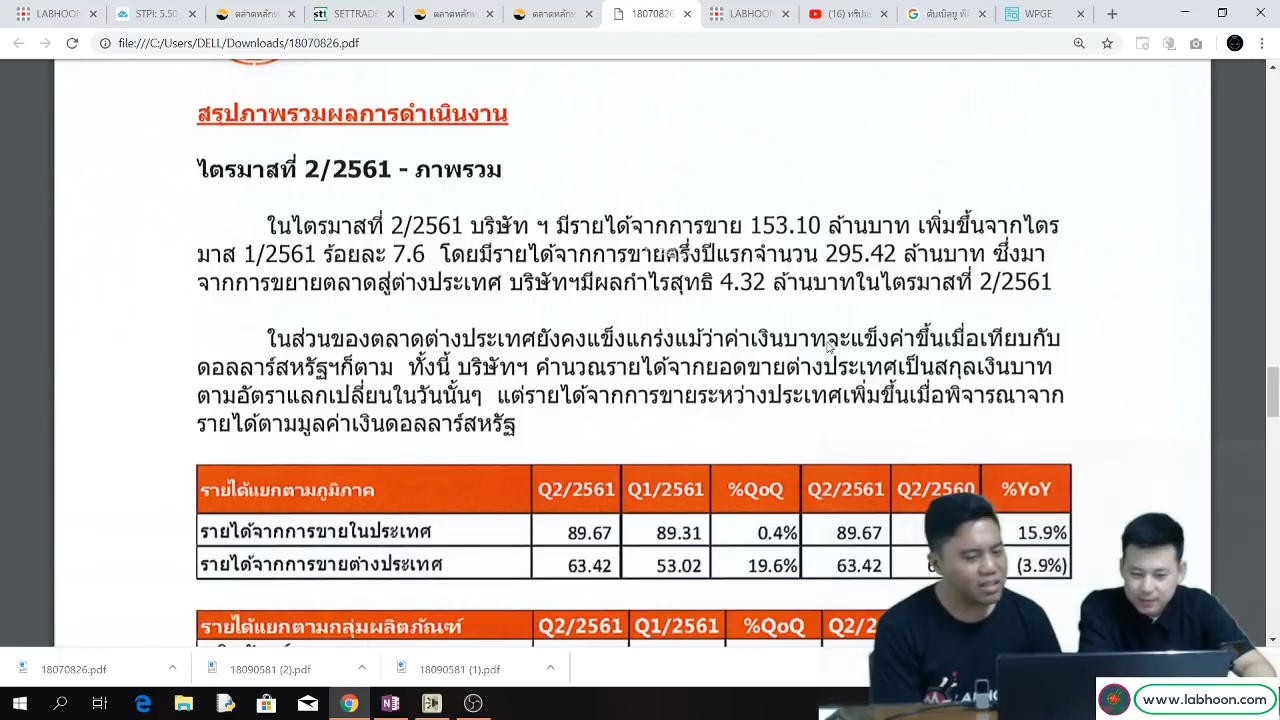 LABHOON
STPI: 5.50
ตลาดหลักท
SETTRADE
ตลาดหลักท
ตลาดหลักท
18070826
LABHOON
(16) ทริปแ
WPGE
file:///C:/Users/DELL/Downloads/18070826.pdf
สรุปภาพรวมผลการดำเนินงาน
ไตรมาสที่ 2/2561 - ภาพรวม
ในไตรมาสที่ 2/2561 บริษัท ฯ มีรายได้จากการขาย 153.10 ล้านบาท เพิ่มขึ้นจากไตร
มาส 1/2561 ร้อยละ 7.6 โดยมีรายได้จากการขายครึ่งปีแรกจำนวน 295.42 ล้านบาท ซึ่งมา
จากการขยายตลาดสู่ต่างประเทศ บริษัทฯมีผลกำไรสุทธิ 4.32 ล้านบาทในไตรมาสที่ 2/2561
ในส่วนของตลาดต่างประเทศยังคงแข็งแกร่งแม้ว่าค่าเงินบาทจะแข็งค่าขึ้นเมื่อเทียบกับ
ดอลลาร์สหรัฐฯก็ตาม ทั้งนี้ บริษัทฯ คำนวณรายได้จากยอดขายต่างประเทศเป็นสกุลเงินบาท
ตามอัตราแลกเปลี่ยนในวันนั้นๆ แต่รายได้จากการขายระหว่างประเทศเพิ่มขึ้นเมื่อพิจารณาจาก
รายได้ตามมูลค่าเงินดอลลาร์สหรัฐ
รายได้แยกตามภูมิภาค Q2/2561 Q1/2561 %QoQ Q2/2561 Q2/2560 %YoY
รายได้จากการขายในประเทศ 89.67 89.31 0.4% 89.67 15.9%
รายได้จากการขายต่างประเทศ 63.42 53.02 19.6% 63.42 (3.9%)
รายได้แยกตามกลุ่มผลิตภัณฑ์ Q2/2561 Q1/2561 %QoQ Q2/2
18070826.pdf
18090581 (2).pdf
18090581 (1).pdf
www.labhoon.com